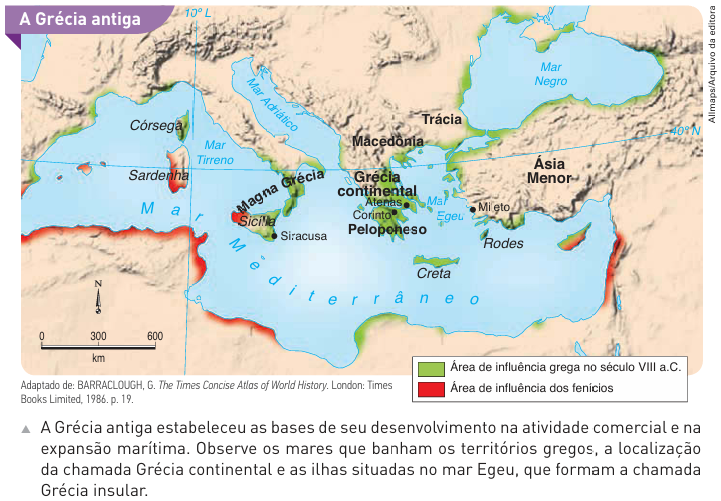 A Grécia antiga
10° L
Allmaps/Arquivo da editora
Mar
Negro
Mar Adriático
Trácia
40° N
Córsega
Mar
Tirreno
Macedônia
Ásia
Menor
Sardenha
Magna Grécia
Grécia
continental
Atenas
Mar
Egeu
Mileto
Corinto
Sicília
Siracusa
Peloponeso
Rodes
Mar Mediterrâneo
Creta
N
0 300 600
km
Área de influência grega no século VIII a.C.
Área de influência dos fenícios
Adaptado de: BARRACLOUGH, G. The Times Concise Atlas of World History. London: Times
Books Limited, 1986. p. 19.
A Grécia antiga estabeleceu as bases de seu desenvolvimento na atividade comercial e na
expansão marítima. Observe os mares que banham os territórios gregos, a localização
da chamada Grécia continental e as ilhas situadas no mar Egeu, que formam a chamada
Grécia insular.